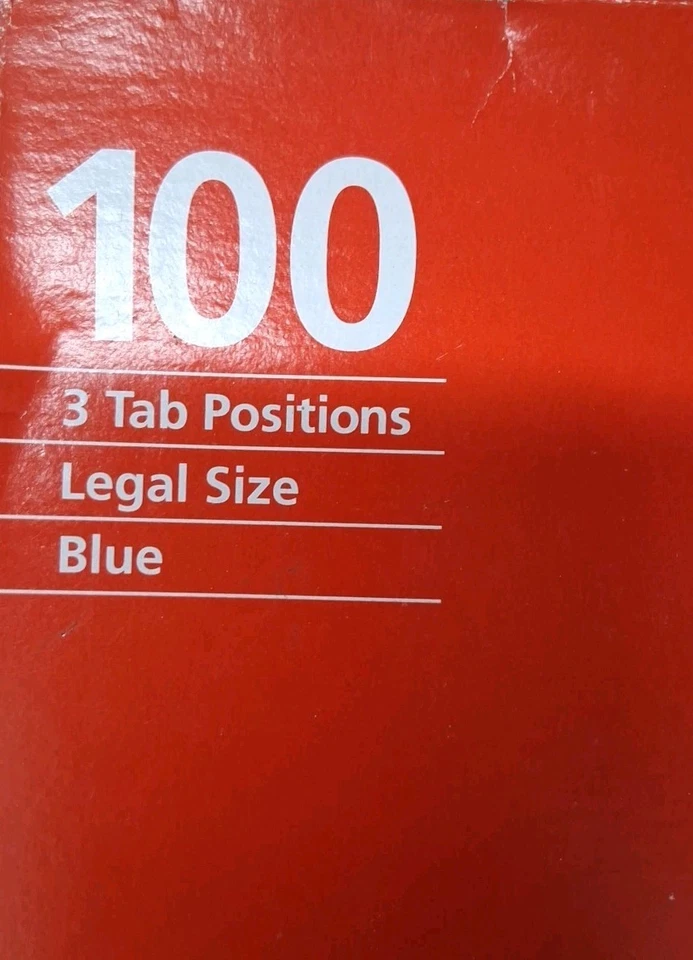 100
3 Tab Positions
Legal Size
Blue